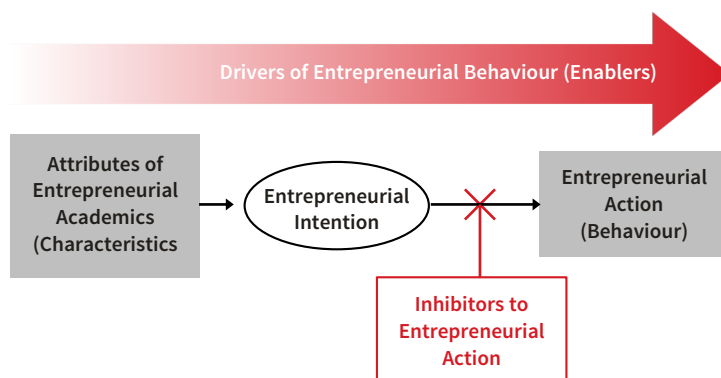 Drivers of Entrepreneurial Behaviour (Enablers)
Attributes of
Entrepreneurial
Academics
(Characteristics
Entrepreneurial
Intention
Entrepreneurial
Action
(Behaviour)
Inhibitors to
Entrepreneurial
Action